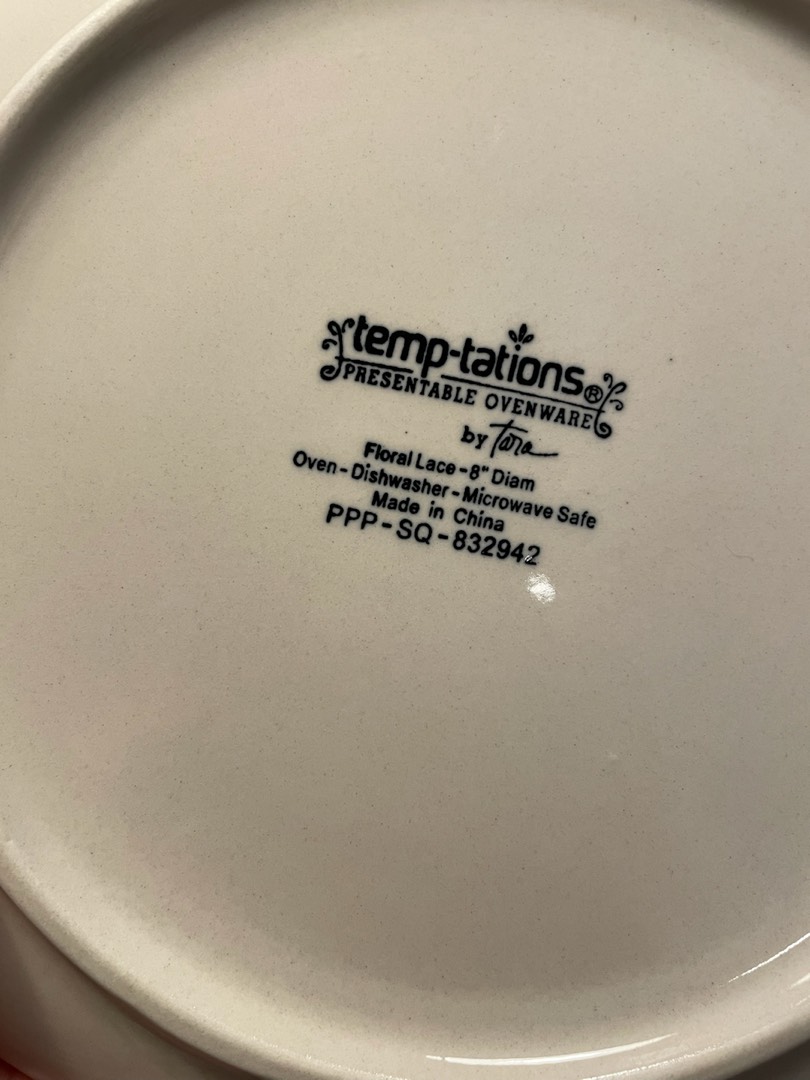 temp-tations®
PRESENTABLE OVENWARE
by Tara
Floral Lace - 8" Diam
Oven - Dishwasher - Microwave Safe
Made in China
PPP - SQ - 832942